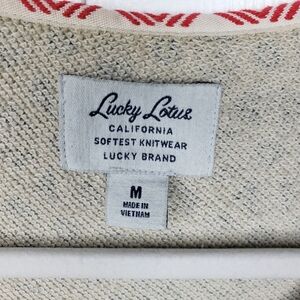 Lucky Lotus
CALIFORNIA
SOFTEST KNITWEAR
LUCKY BRAND
M
MADE IN
VIETNAM